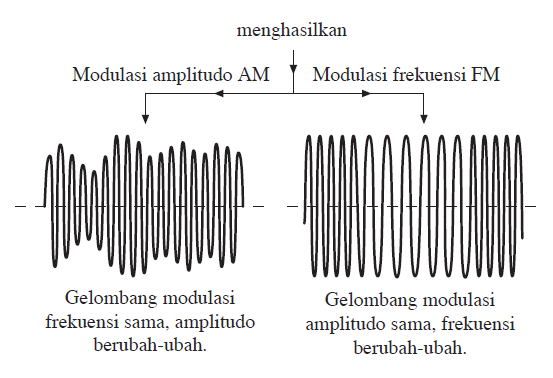 menghasilkan
Modulasi amplitudo AM
Modulasi frekuensi FM
Gelombang modulasi
frekuensi sama, amplitudo
berubah-ubah.
Gelombang modulasi
amplitudo sama, frekuensi
berubah-ubah.